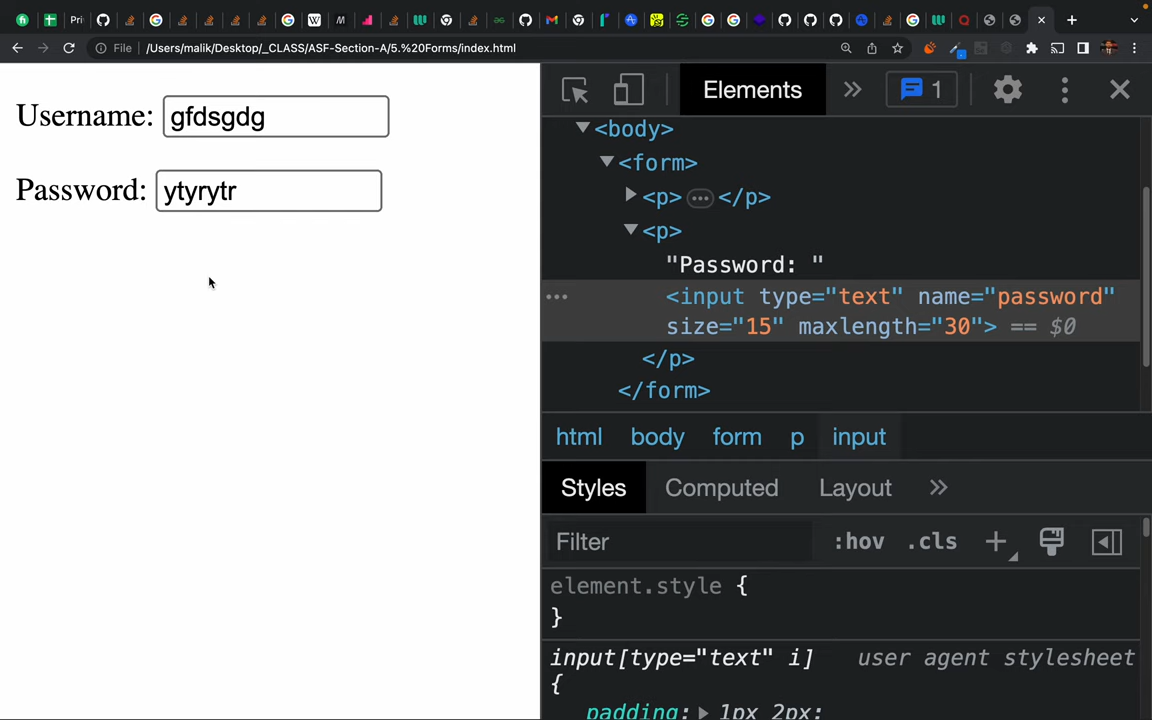 Pri
File /Users/malik/Desktop/_CLASS/ASF-Section-A/5.%20Forms/index.html
Username: gfdsgdg
Password: ytyrytr
Elements
1
<body>
<form>
<p> ... </p>
<p>
"Password: "
<input type="text" name="password"
size="15" maxlength="30"> == $0
</p>
</form>
html body form p input
Styles Computed Layout
Filter :hov .cls
element.style {
}
input[type="text" i] user agent stylesheet
{
padding: 1px 2px;